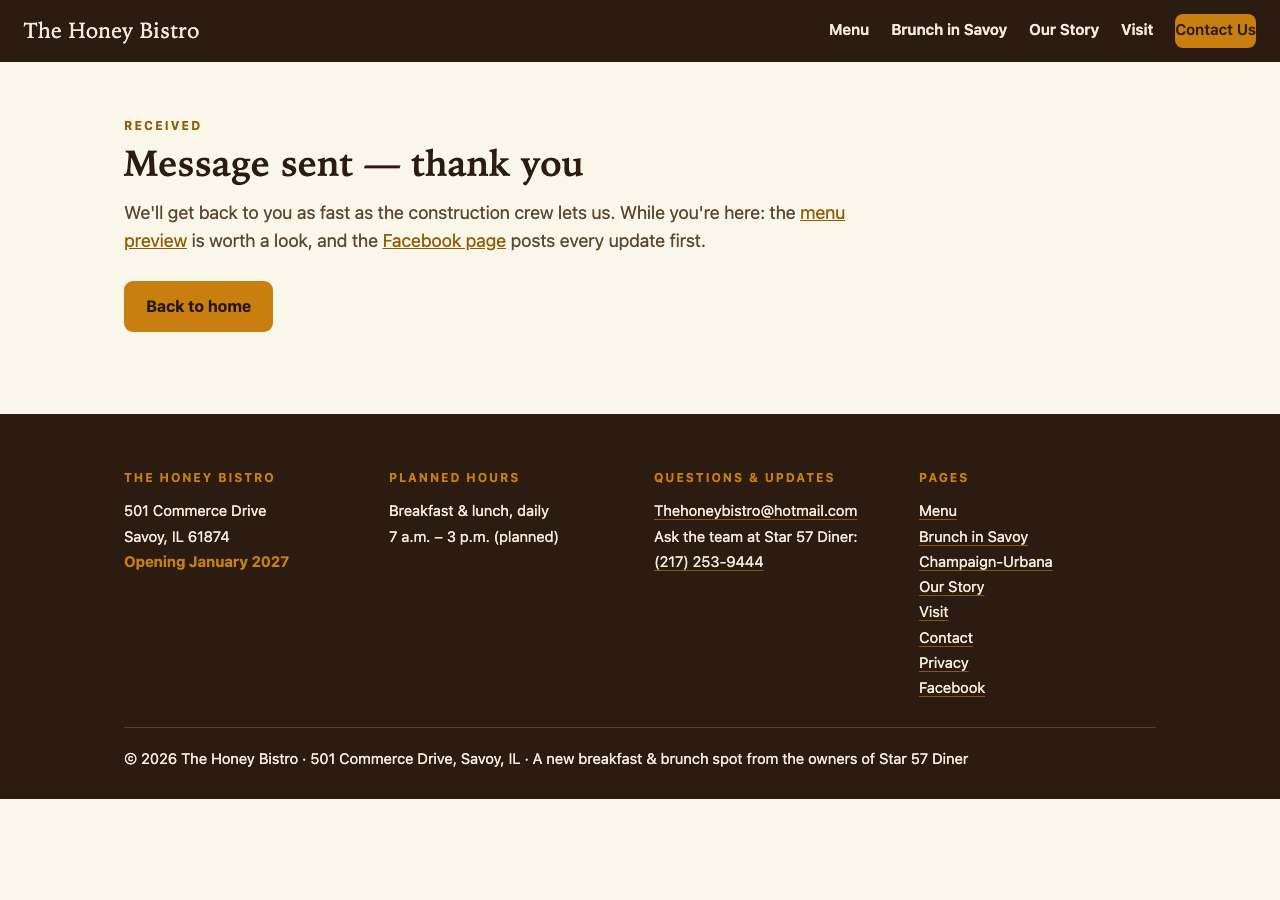 The Honey Bistro
Menu Brunch in Savoy Our Story Visit Contact Us
RECEIVED
Message sent — thank you
We'll get back to you as fast as the construction crew lets us. While you're here: the menu
preview is worth a look, and the Facebook page posts every update first.
Back to home
THE HONEY BISTRO
501 Commerce Drive
Savoy, IL 61874
Opening January 2027
PLANNED HOURS
Breakfast & lunch, daily
7 a.m. – 3 p.m. (planned)
QUESTIONS & UPDATES
Thehoneybistro@hotmail.com
Ask the team at Star 57 Diner:
(217) 253-9444
PAGES
Menu
Brunch in Savoy
Champaign-Urbana
Our Story
Visit
Contact
Privacy
Facebook
© 2026 The Honey Bistro · 501 Commerce Drive, Savoy, IL · A new breakfast & brunch spot from the owners of Star 57 Diner